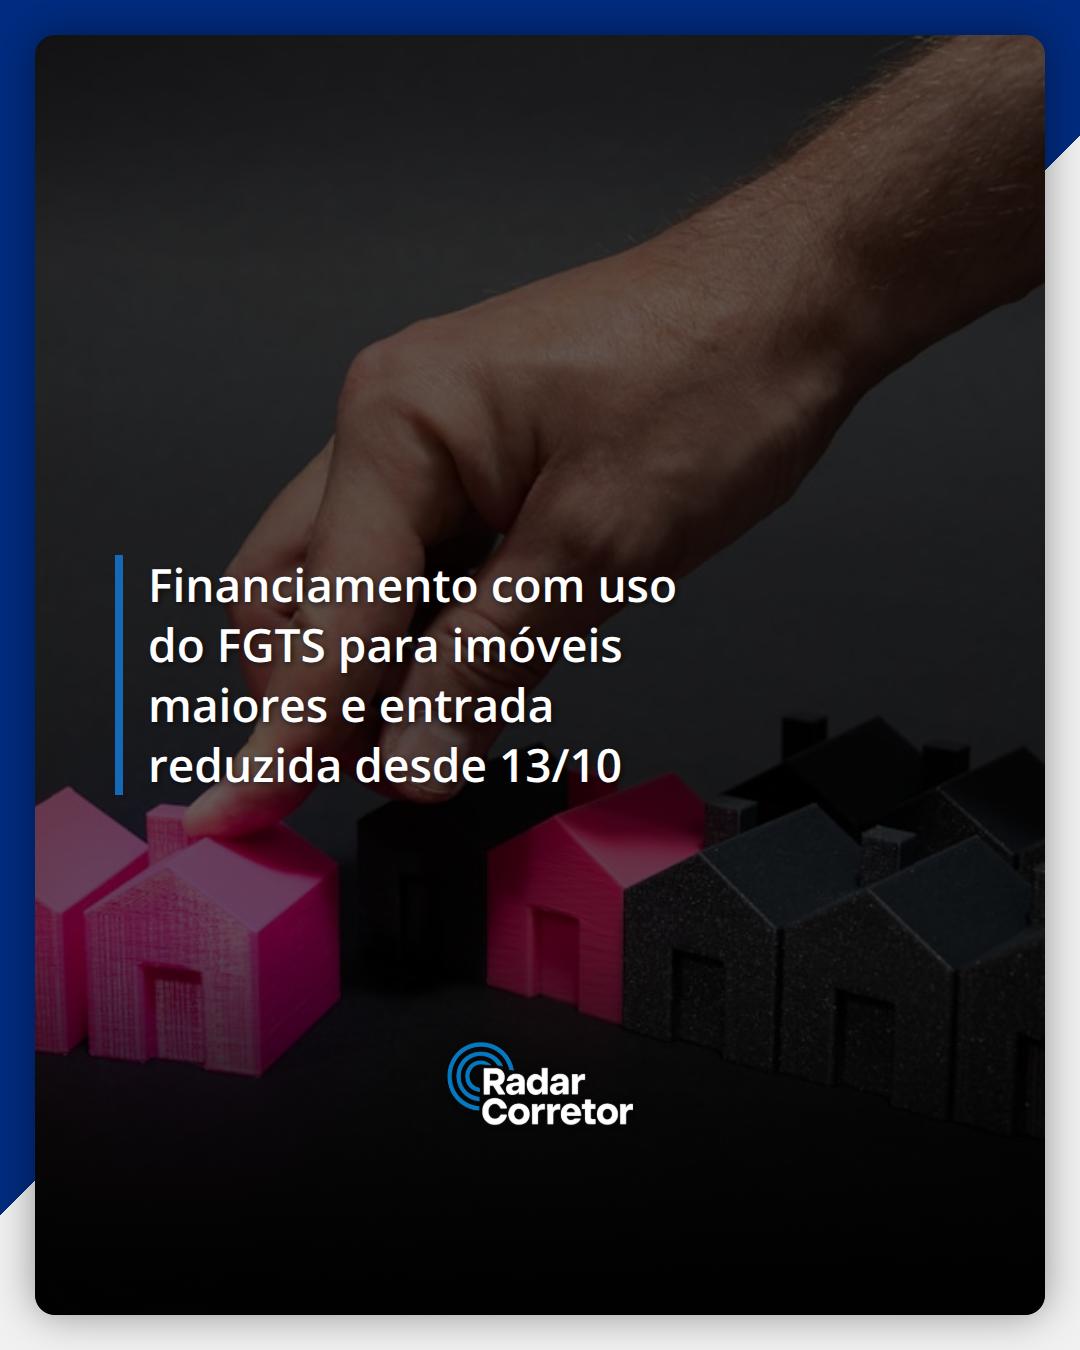 Financiamento com uso
do FGTS para imóveis
maiores e entrada
reduzida desde 13/10
Radar
Corretor